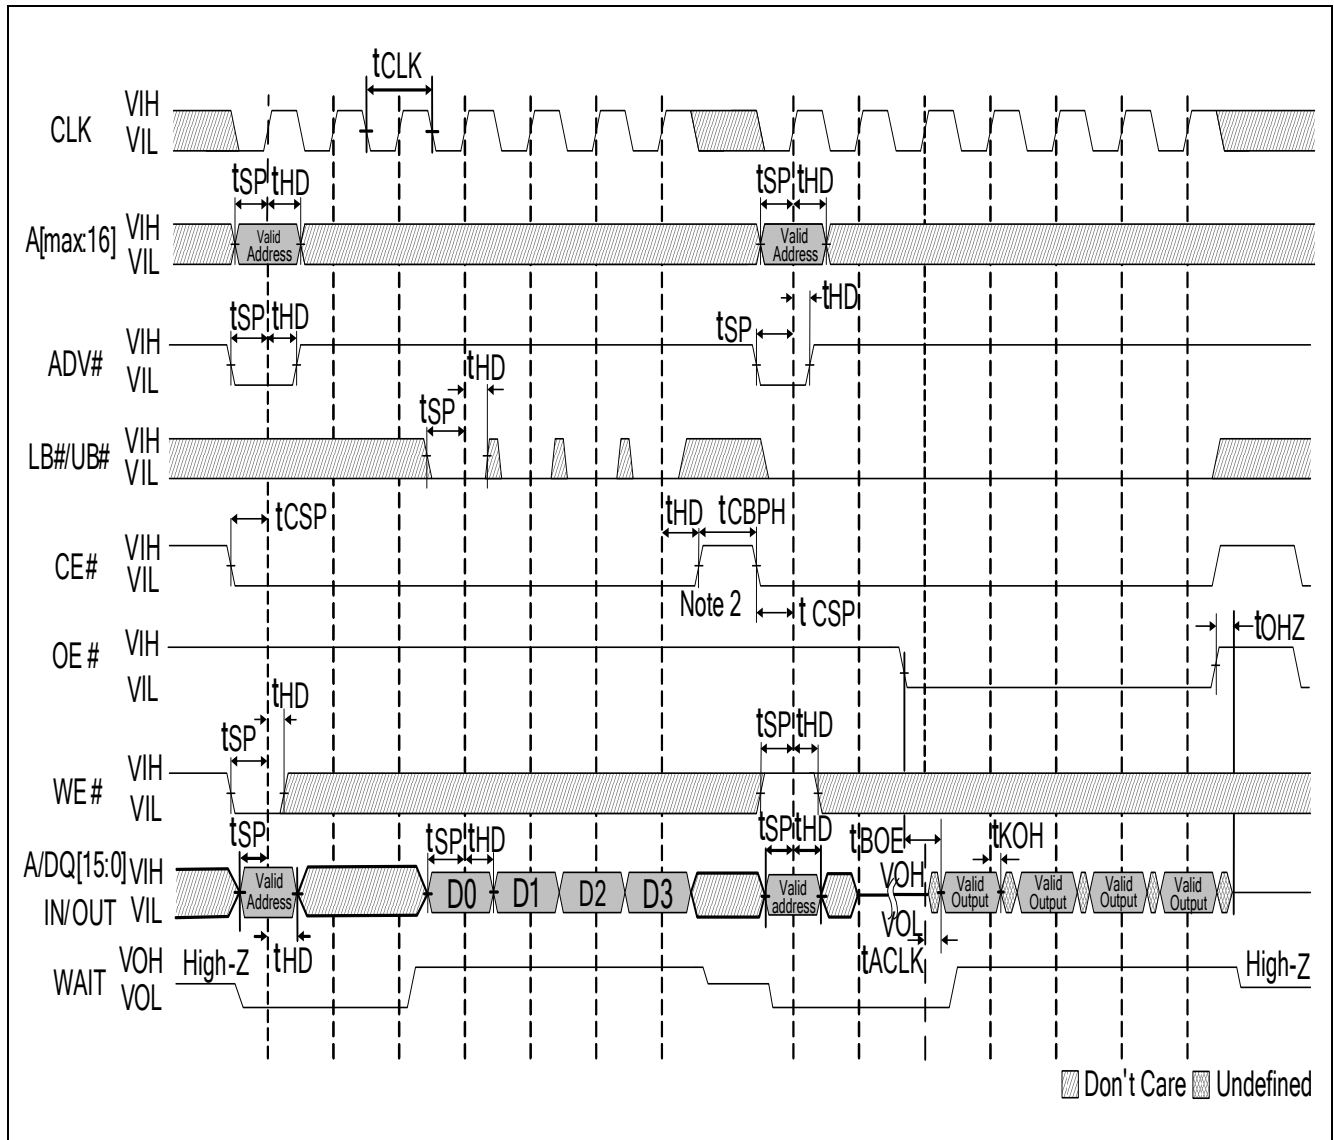 tCLK
CLK VIH
VIL
tSP tHD tSP tHD
A[max:16] VIH
VIL
Valid Address
Valid Address
tHD
tSP tHD tSP
ADV# VIH
VIL
tHD
tSP
LB#/UB# VIH
VIL
tCSP tHD tCBPH
CE# VIH
VIL
Note 2 tCSP
OE# VIH
VIL
tOHZ
tHD
tSP tSP tHD
WE# VIH
VIL
tSP tSP tHD tSP tHD tBOE tKOH
A/DQ[15:0] VIH
IN/OUT VIL
Valid Address
D0 D1 D2 D3
Valid address
VOH
VOL
Valid Output
Valid Output
Valid Output
Valid Output
tHD tACLK
WAIT VOH
VOL
High-Z High-Z
Don't Care Undefined